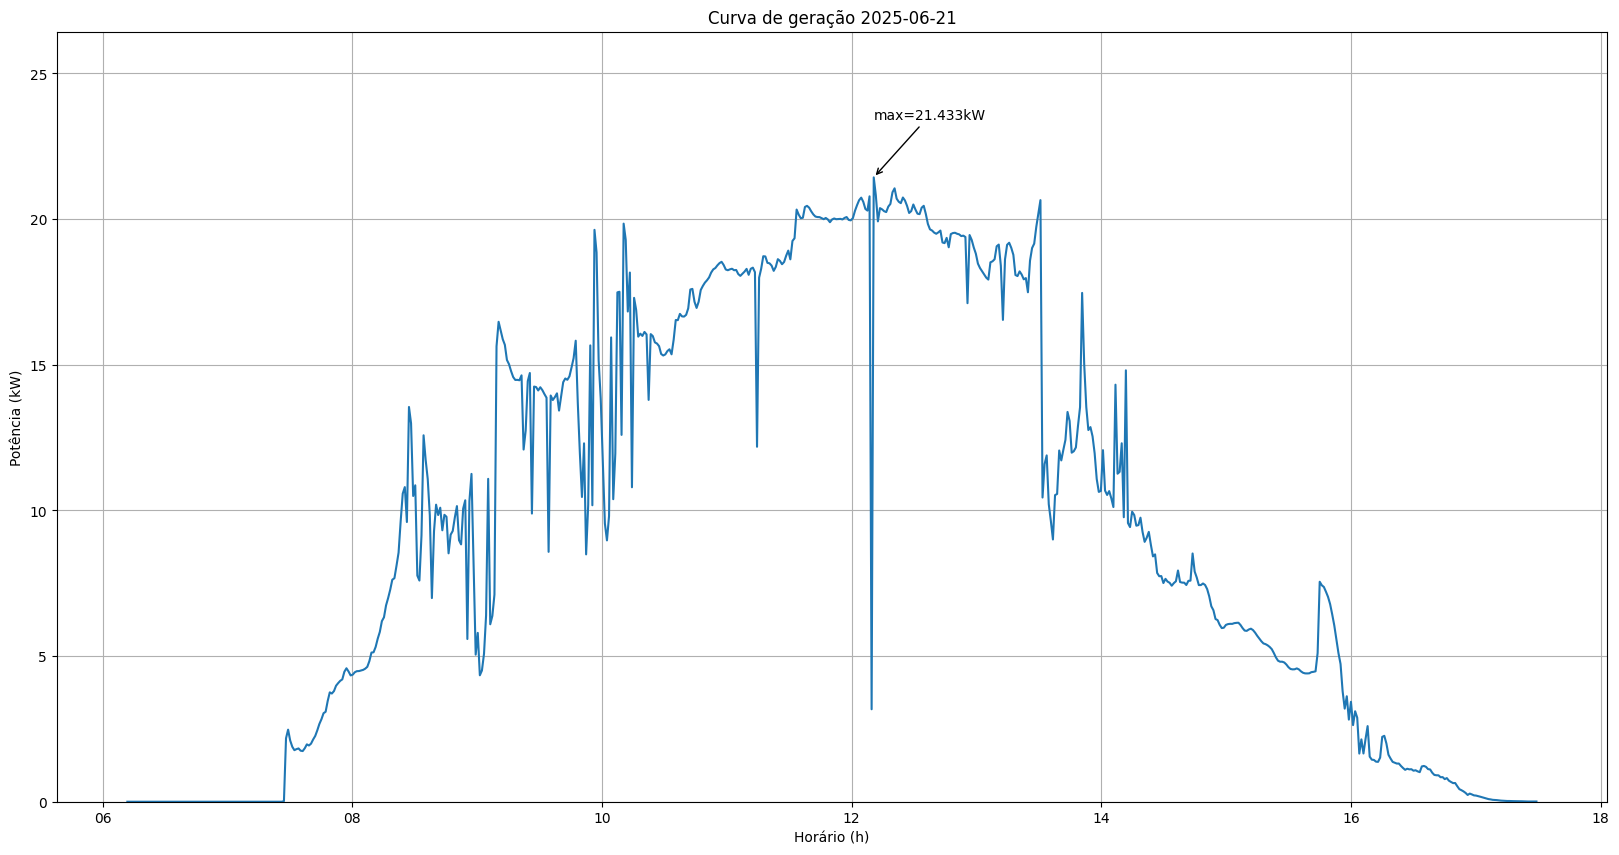 Curva de geração 2025-06-21
25
max=21.433kW
20
15
Potência (kW)
10
5
0
06 08 10 12 14 16 18
Horário (h)